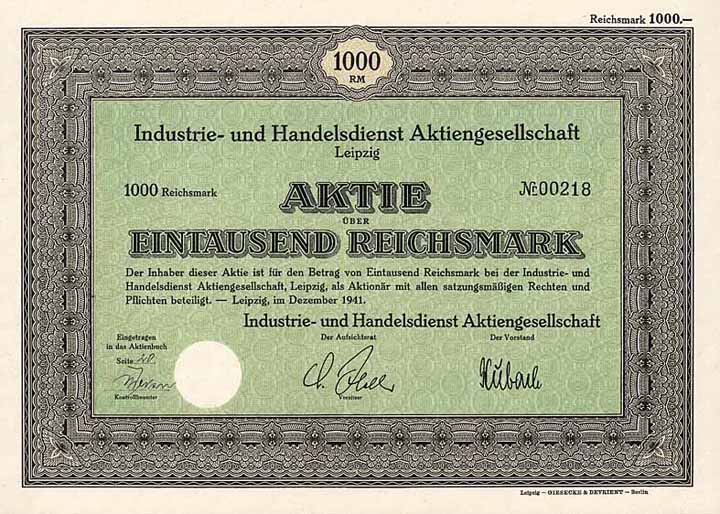 Reichsmark 1000.—
1000
RM
Industrie- und Handelsdienst Aktiengesellschaft
Leipzig
1000 Reichsmark
AKTIE
№ 00218
ÜBER
EINTAUSEND REICHSMARK
Der Inhaber dieser Aktie ist für den Betrag von Eintausend Reichsmark bei der Industrie- und
Handelsdienst Aktiengesellschaft, Leipzig, als Aktionär mit allen satzungsmäßigen Rechten und
Pflichten beteiligt. — Leipzig, im Dezember 1941.
Industrie- und Handelsdienst Aktiengesellschaft
Eingetragen
in das Aktienbuch
Seite
Kontrollbeamter
Der Aufsichtsrat
Vorsitzer
Der Vorstand
Leipzig — GIESECKE & DEVRIENT — Berlin